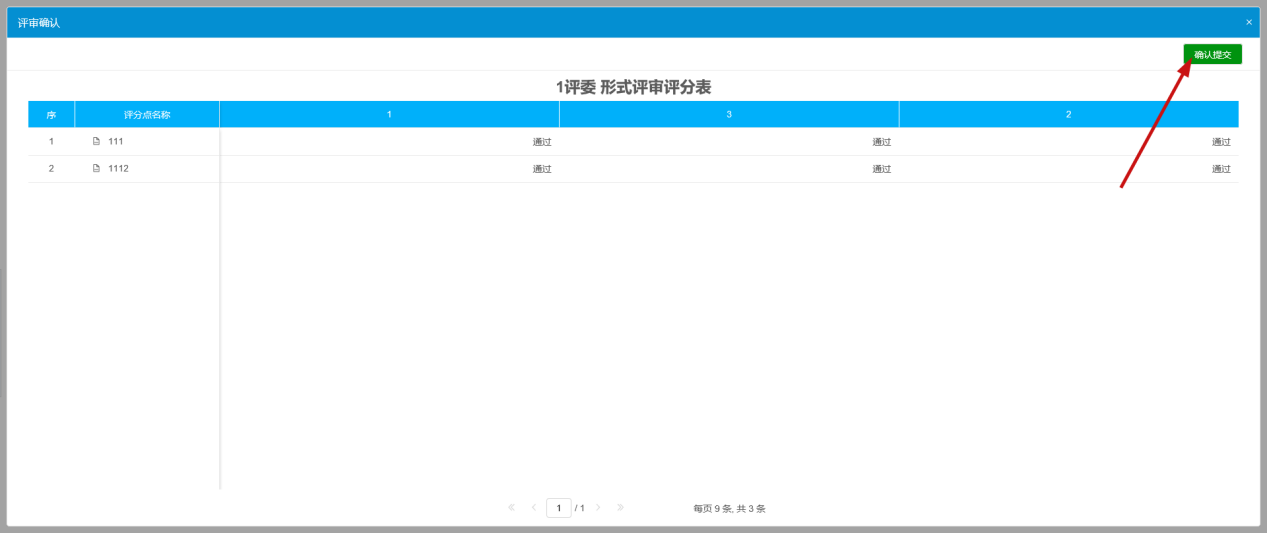 评审确认 ×
确认提交
1评委 形式评审评分表
序 评分点名称 1 3 2
1 111 通过 通过 通过
2 1112 通过 通过 通过
« ‹ 1 / 1 › » 每页 9 条, 共 3 条